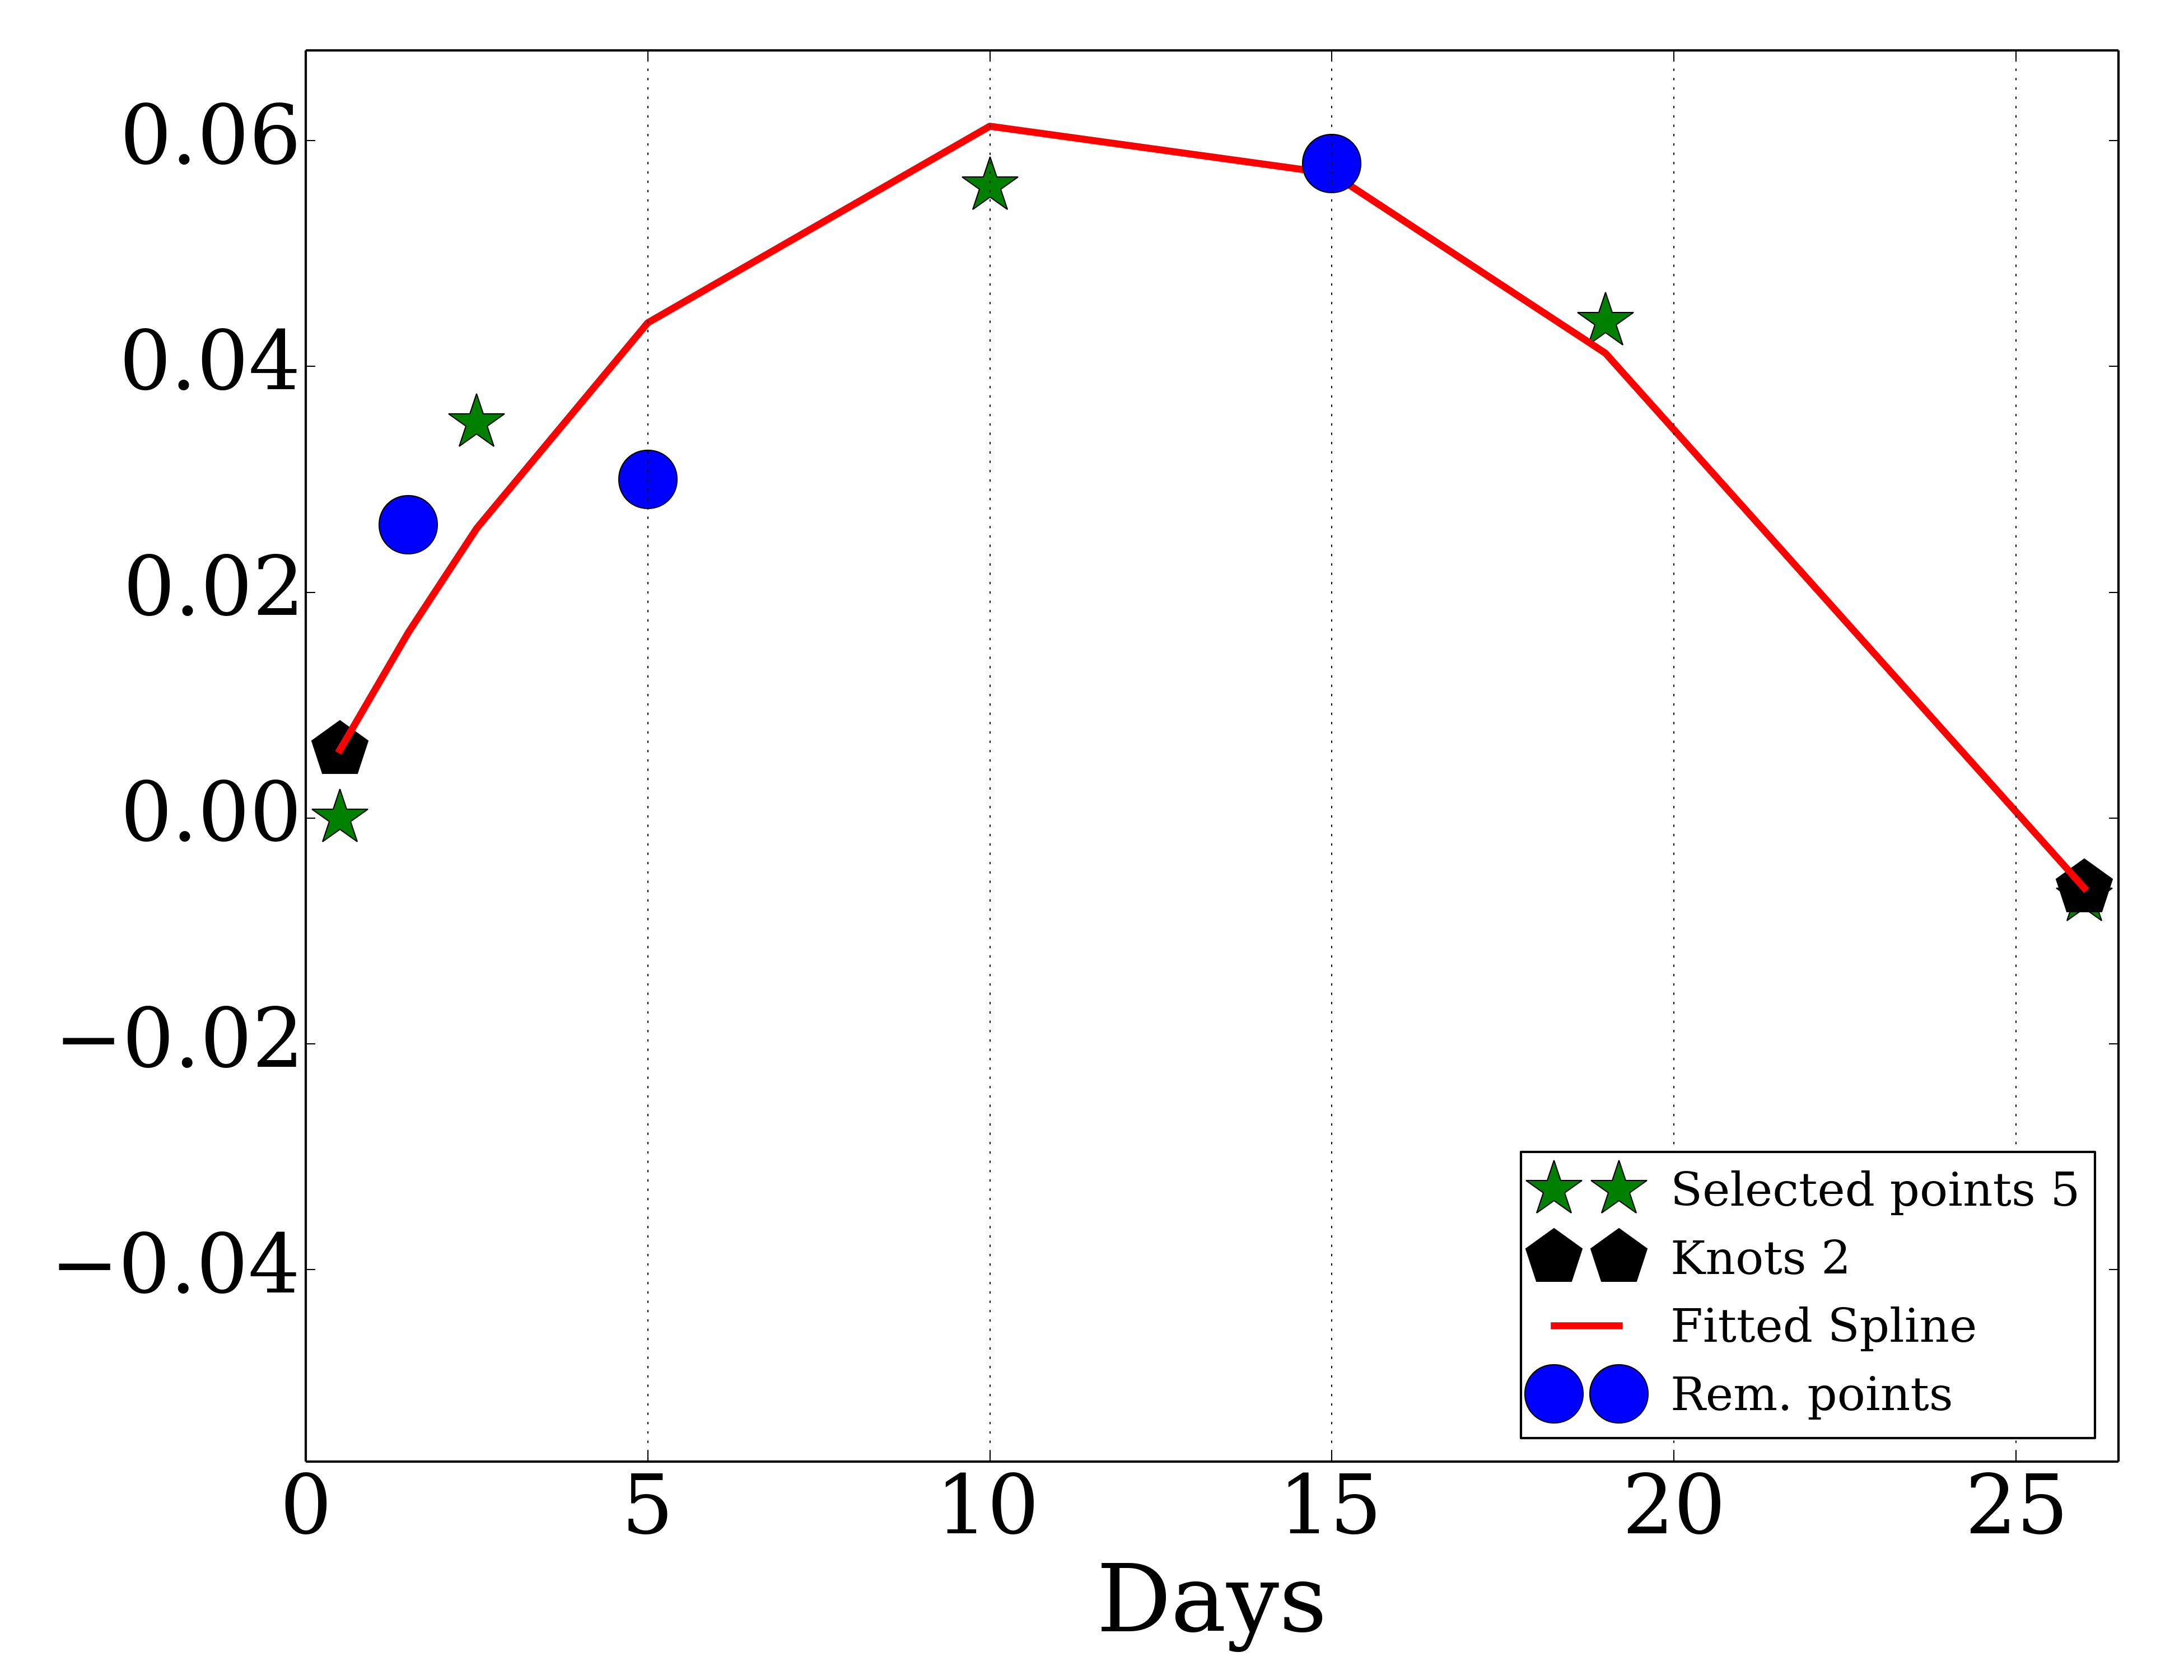 0.06
0.04
0.02
0.00
−0.02
−0.04
Selected points 5
Knots 2
Fitted Spline
Rem. points
0 5 10 15 20 25
Days